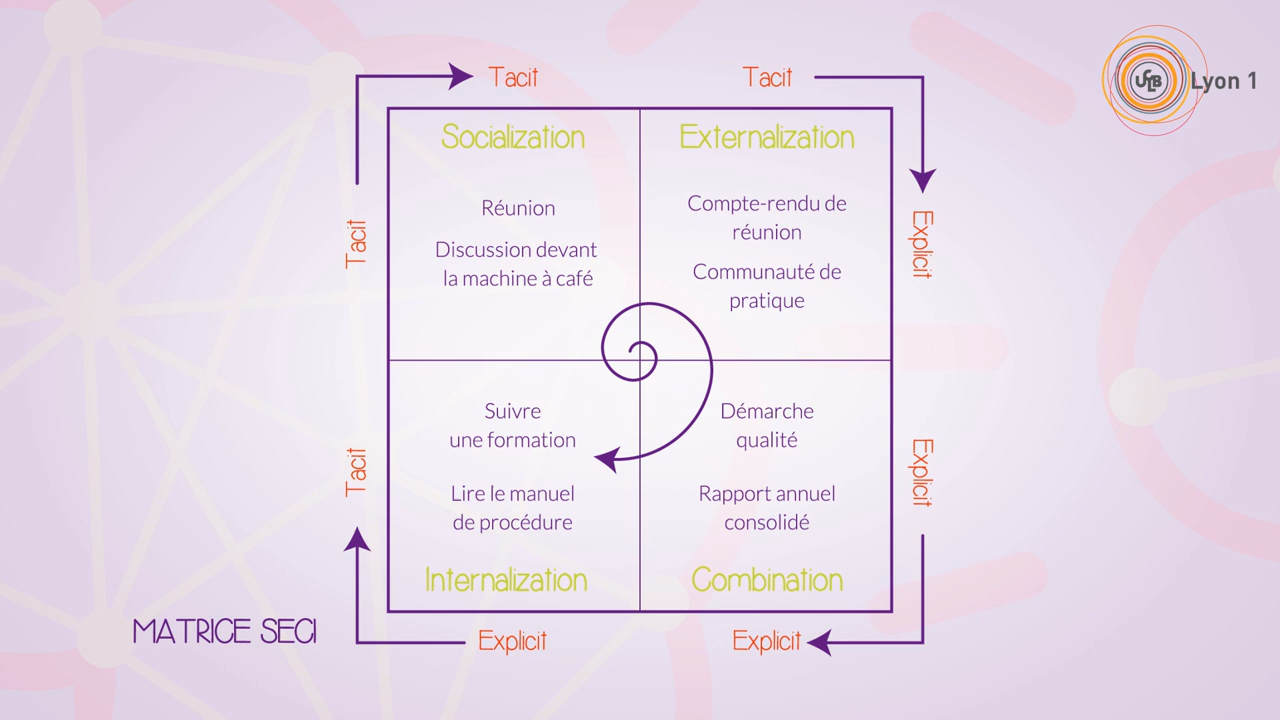 Tacit
Tacit
UCBL Lyon 1
Socialization
Externalization
Réunion
Discussion devant
la machine à café
Compte-rendu de
réunion
Communauté de
pratique
Tacit
Explicit
Suivre
une formation
Lire le manuel
de procédure
Démarche
qualité
Rapport annuel
consolidé
Tacit
Explicit
Internalization
Combination
MATRICE SECI
Explicit
Explicit